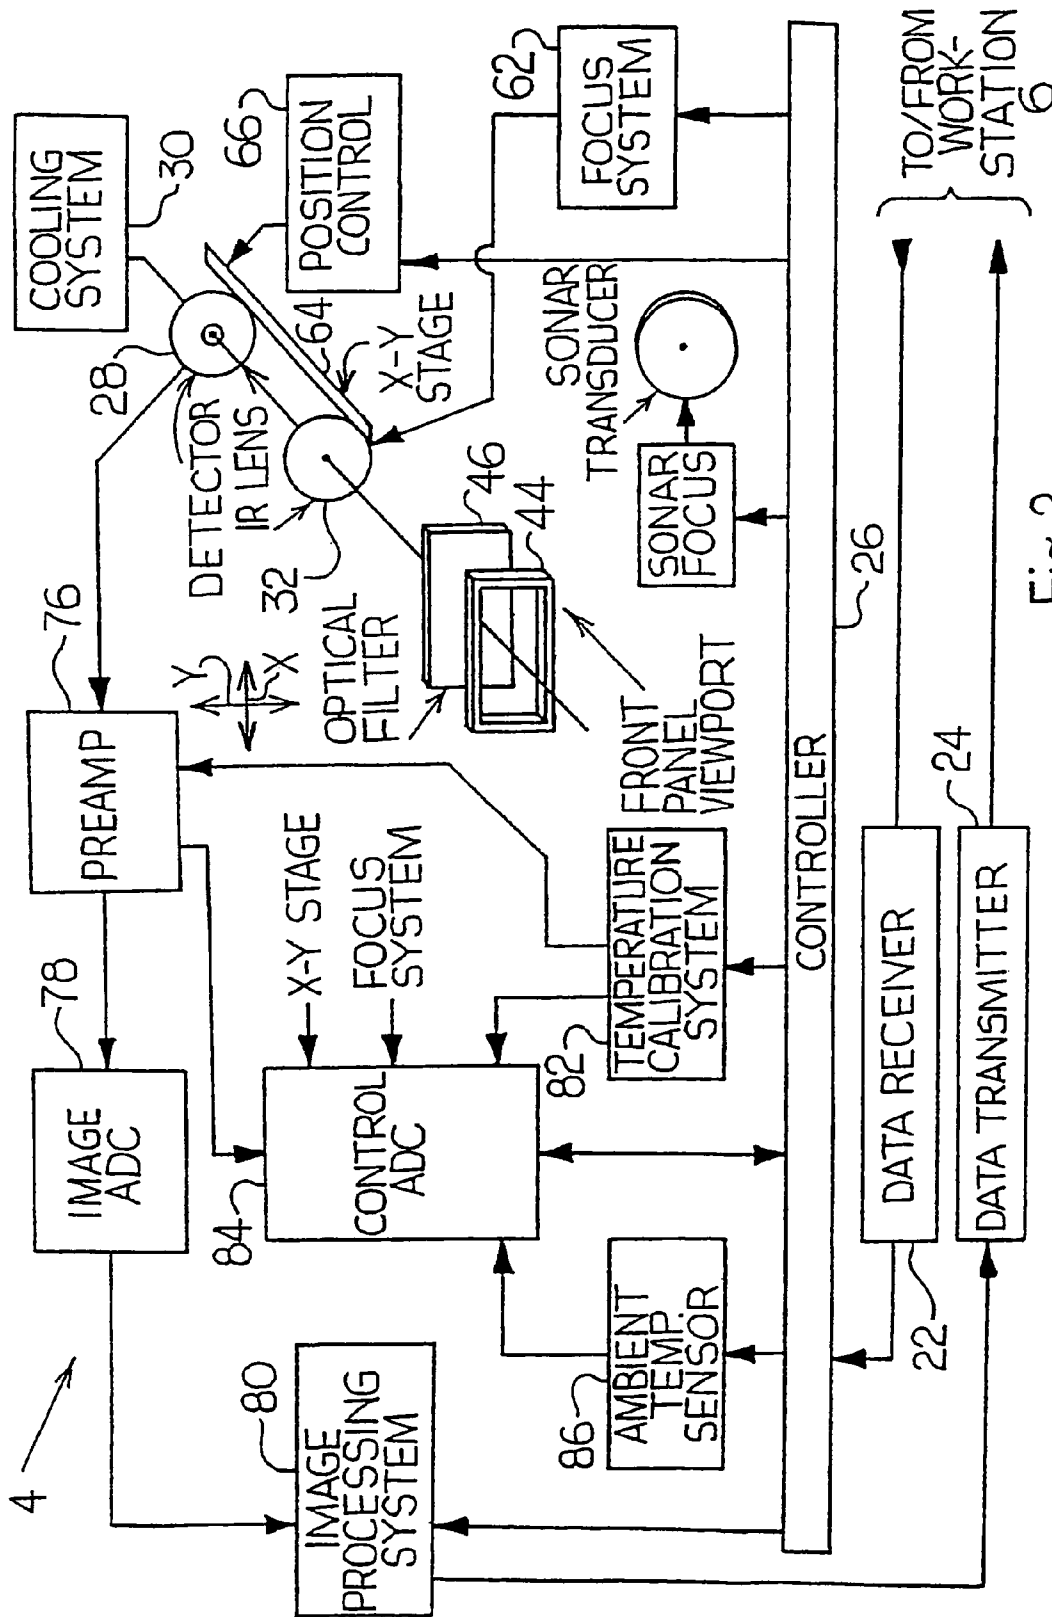 4
80
IMAGE
PROCESSING
SYSTEM
78
IMAGE
ADC
76
PREAMP
84
CONTROL
ADC
X-Y STAGE
FOCUS
SYSTEM
Y
X
28
DETECTOR
IR LENS
32
COOLING
SYSTEM
30
66
POSITION
CONTROL
64
X-Y
STAGE
62
FOCUS
SYSTEM
OPTICAL
FILTER
46
44
FRONT
PANEL
VIEWPORT
SONAR
TRANSDUCER
SONAR
FOCUS
86
AMBIENT
TEMP.
SENSOR
82
TEMPERATURE
CALIBRATION
SYSTEM
CONTROLLER
26
22
DATA RECEIVER
24
DATA TRANSMITTER
TO/FROM
WORK-
STATION
6